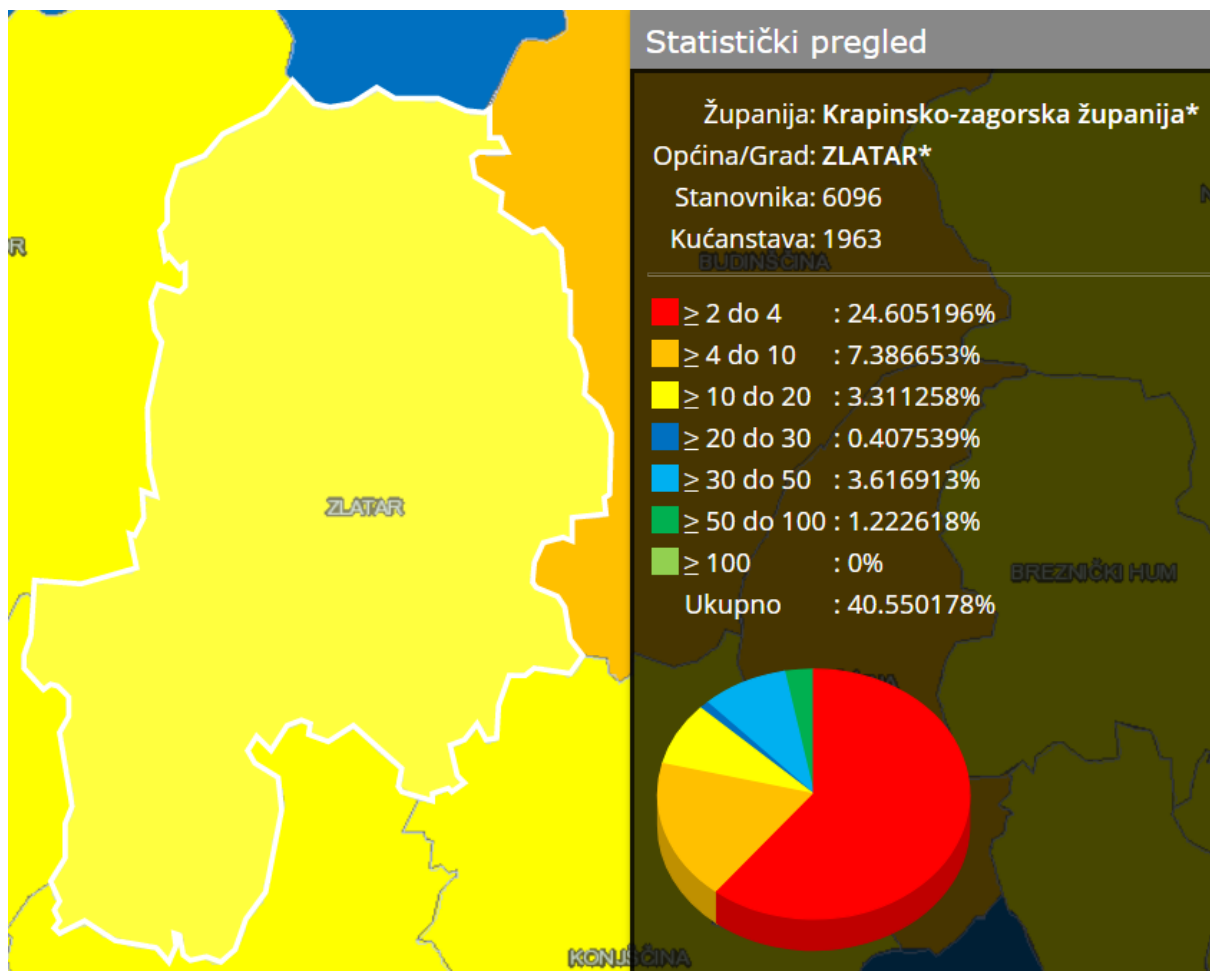 Statistički pregled
Županija: Krapinsko-zagorska županija*
Općina/Grad: ZLATAR*
Stanovnika: 6096
Kućanstava: 1963
BUDINŠĆINA
≥ 2 do 4 : 24.605196%
≥ 4 do 10 : 7.386653%
≥ 10 do 20 : 3.311258%
≥ 20 do 30 : 0.407539%
≥ 30 do 50 : 3.616913%
≥ 50 do 100 : 1.222618%
≥ 100 : 0%
Ukupno : 40.550178%
ZLATAR
BREZNIČKI HUM
KONJŠČINA